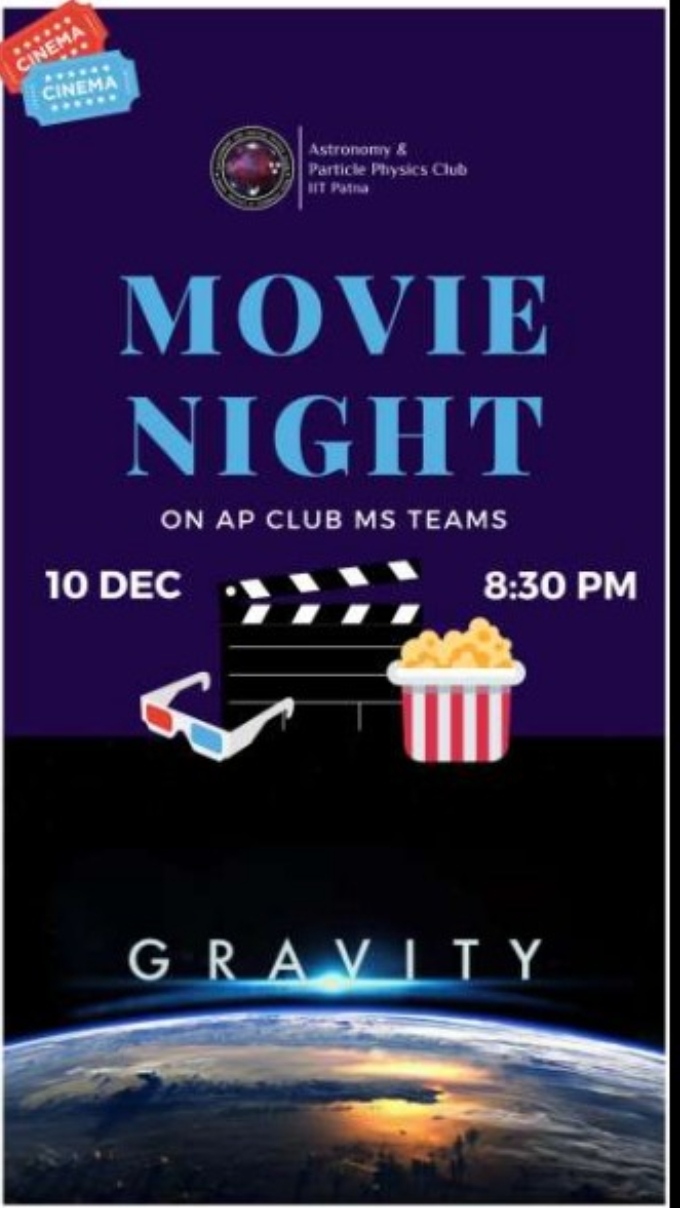 CINEMA
CINEMA
Astronomy &
Particle Physics Club
IIT Patna
MOVIE
NIGHT
ON AP CLUB MS TEAMS
10 DEC
8:30 PM
GRAVITY